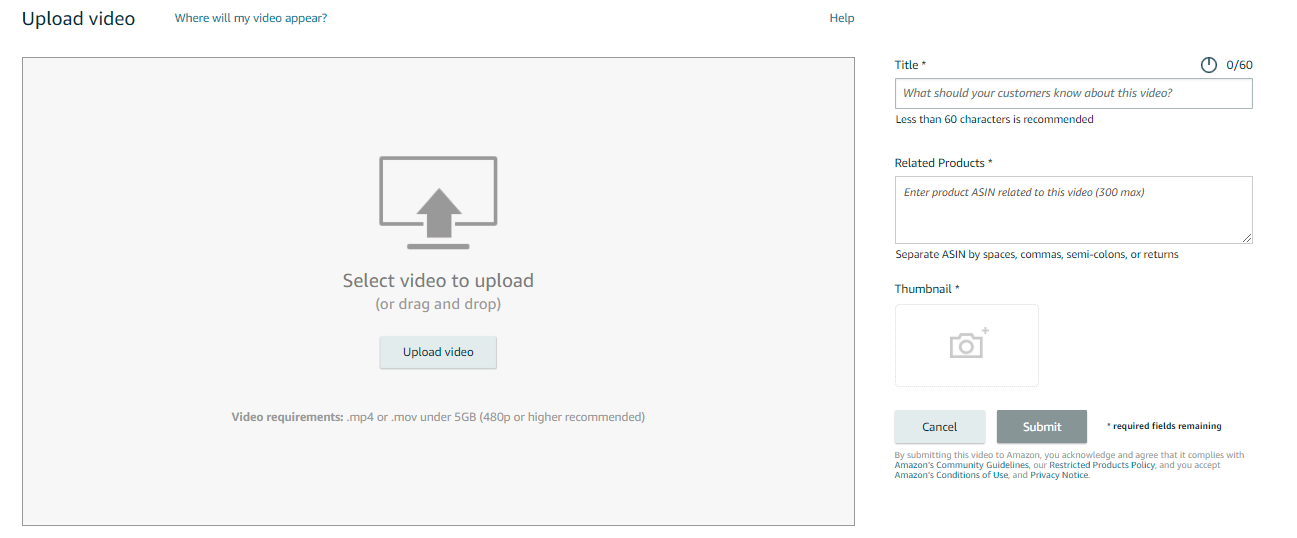 Upload video
Where will my video appear?
Help
Select video to upload
(or drag and drop)
Upload video
Video requirements: .mp4 or .mov under 5GB (480p or higher recommended)
Title *
0/60
What should your customers know about this video?
Less than 60 characters is recommended
Related Products *
Enter product ASIN related to this video (300 max)
Separate ASIN by spaces, commas, semi-colons, or returns
Thumbnail *
Cancel
Submit
* required fields remaining
By submitting this video to Amazon, you acknowledge and agree that it complies with
Amazon's Community Guidelines, our Restricted Products Policy, and you accept
Amazon's Conditions of Use, and Privacy Notice.